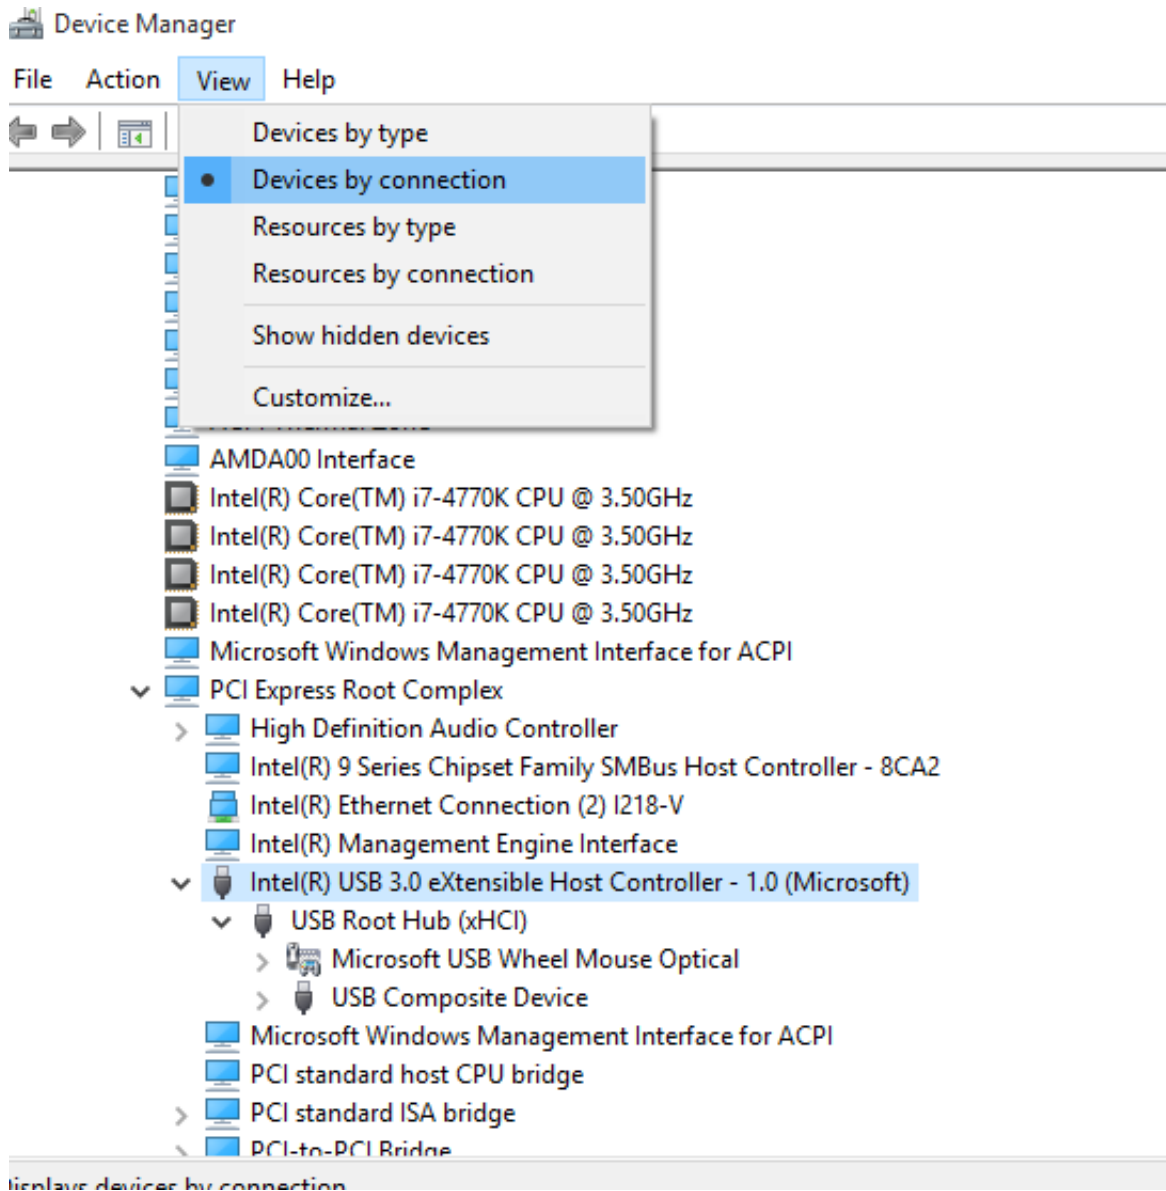 Device Manager
File Action View Help
Devices by type
Devices by connection
Resources by type
Resources by connection
Show hidden devices
Customize...
AMDA00 Interface
Intel(R) Core(TM) i7-4770K CPU @ 3.50GHz
Intel(R) Core(TM) i7-4770K CPU @ 3.50GHz
Intel(R) Core(TM) i7-4770K CPU @ 3.50GHz
Intel(R) Core(TM) i7-4770K CPU @ 3.50GHz
Microsoft Windows Management Interface for ACPI
PCI Express Root Complex
High Definition Audio Controller
Intel(R) 9 Series Chipset Family SMBus Host Controller - 8CA2
Intel(R) Ethernet Connection (2) I218-V
Intel(R) Management Engine Interface
Intel(R) USB 3.0 eXtensible Host Controller - 1.0 (Microsoft)
USB Root Hub (xHCI)
Microsoft USB Wheel Mouse Optical
USB Composite Device
Microsoft Windows Management Interface for ACPI
PCI standard host CPU bridge
PCI standard ISA bridge
PCI-to-PCI Bridge
devices by connection